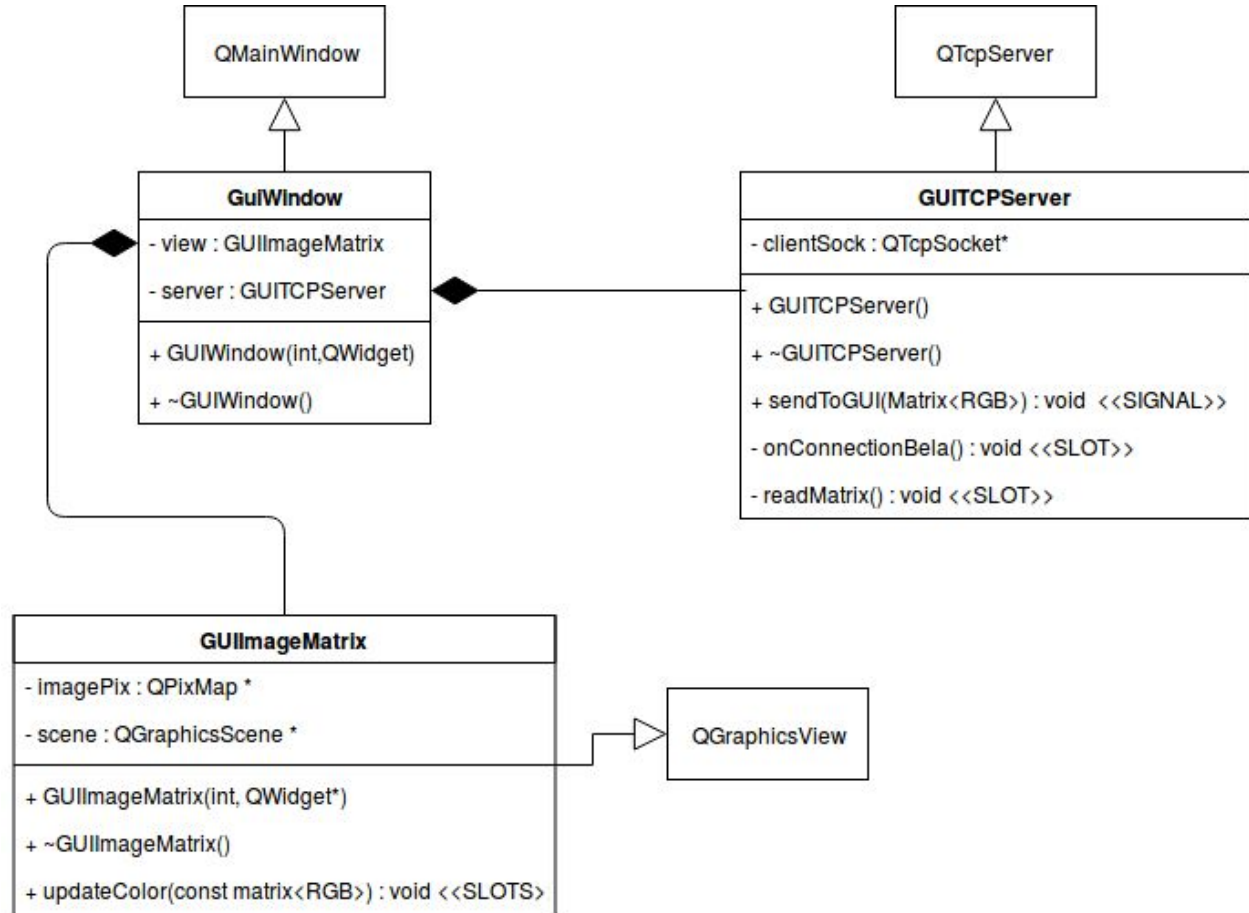 QMainWindow
QTcpServer
GuiWindow
- view : GUIImageMatrix
- server : GUITCPServer
+ GUIWindow(int,QWidget)
+ ~GUIWindow()
GUITCPServer
- clientSock : QTcpSocket*
+ GUITCPServer()
+ ~GUITCPServer()
+ sendToGUI(Matrix<RGB>) : void <<SIGNAL>>
- onConnectionBela() : void <<SLOT>>
- readMatrix() : void <<SLOT>>
GUIImageMatrix
- imagePix : QPixMap *
- scene : QGraphicsScene *
+ GUIImageMatrix(int, QWidget*)
+ ~GUIImageMatrix()
+ updateColor(const matrix<RGB>) : void <<SLOTS>
QGraphicsView